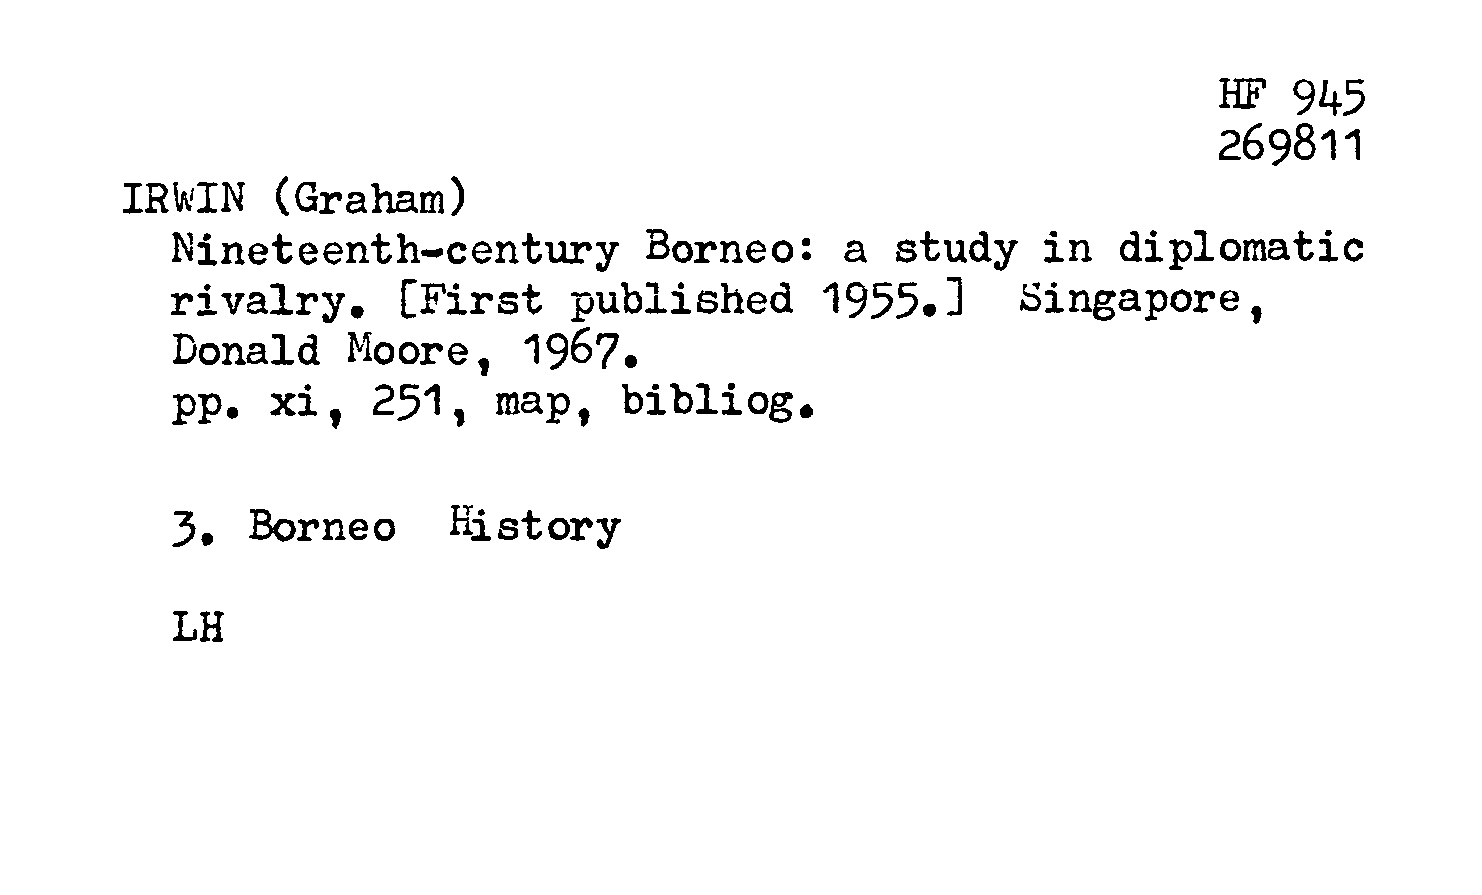 HF 945
269811
IRWIN (Graham)
Nineteenth-century Borneo: a study in diplomatic
rivalry. [First published 1955.] Singapore,
Donald Moore, 1967.
pp. xi, 251, map, bibliog.
3. Borneo History
LH